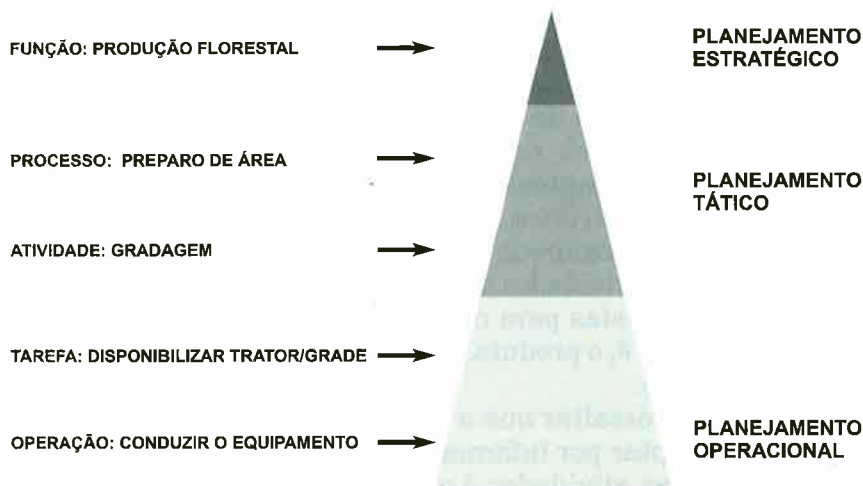 FUNÇÃO: PRODUÇÃO FLORESTAL
PLANEJAMENTO
ESTRATÉGICO
PROCESSO: PREPARO DE ÁREA
PLANEJAMENTO
TÁTICO
ATIVIDADE: GRADAGEM
TAREFA: DISPONIBILIZAR TRATOR/GRADE
OPERAÇÃO: CONDUZIR O EQUIPAMENTO
PLANEJAMENTO
OPERACIONAL